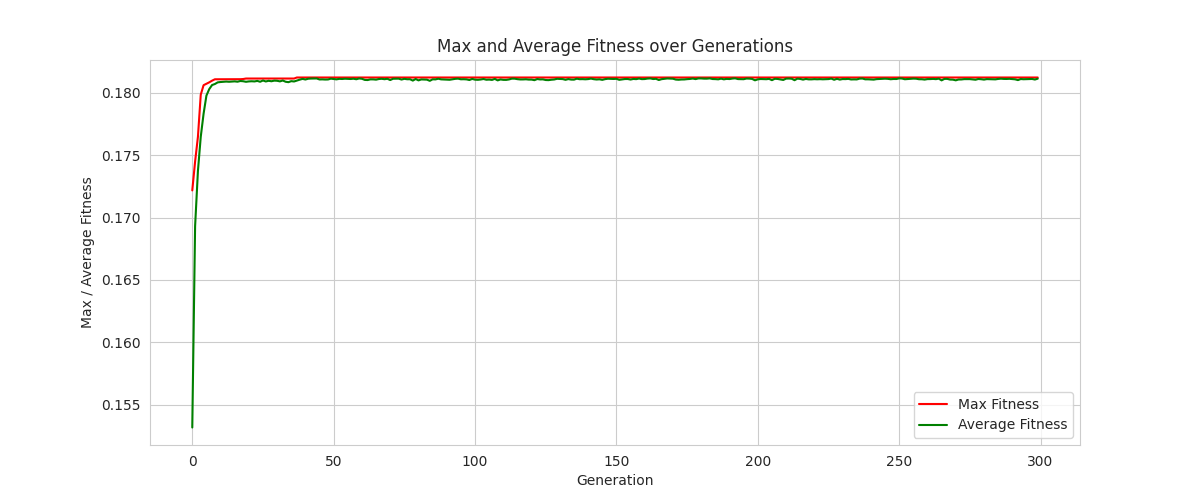 Max and Average Fitness over Generations
Max / Average Fitness
0.180
0.175
0.170
0.165
0.160
0.155
0
50
100
150
200
250
300
Generation
Max Fitness
Average Fitness